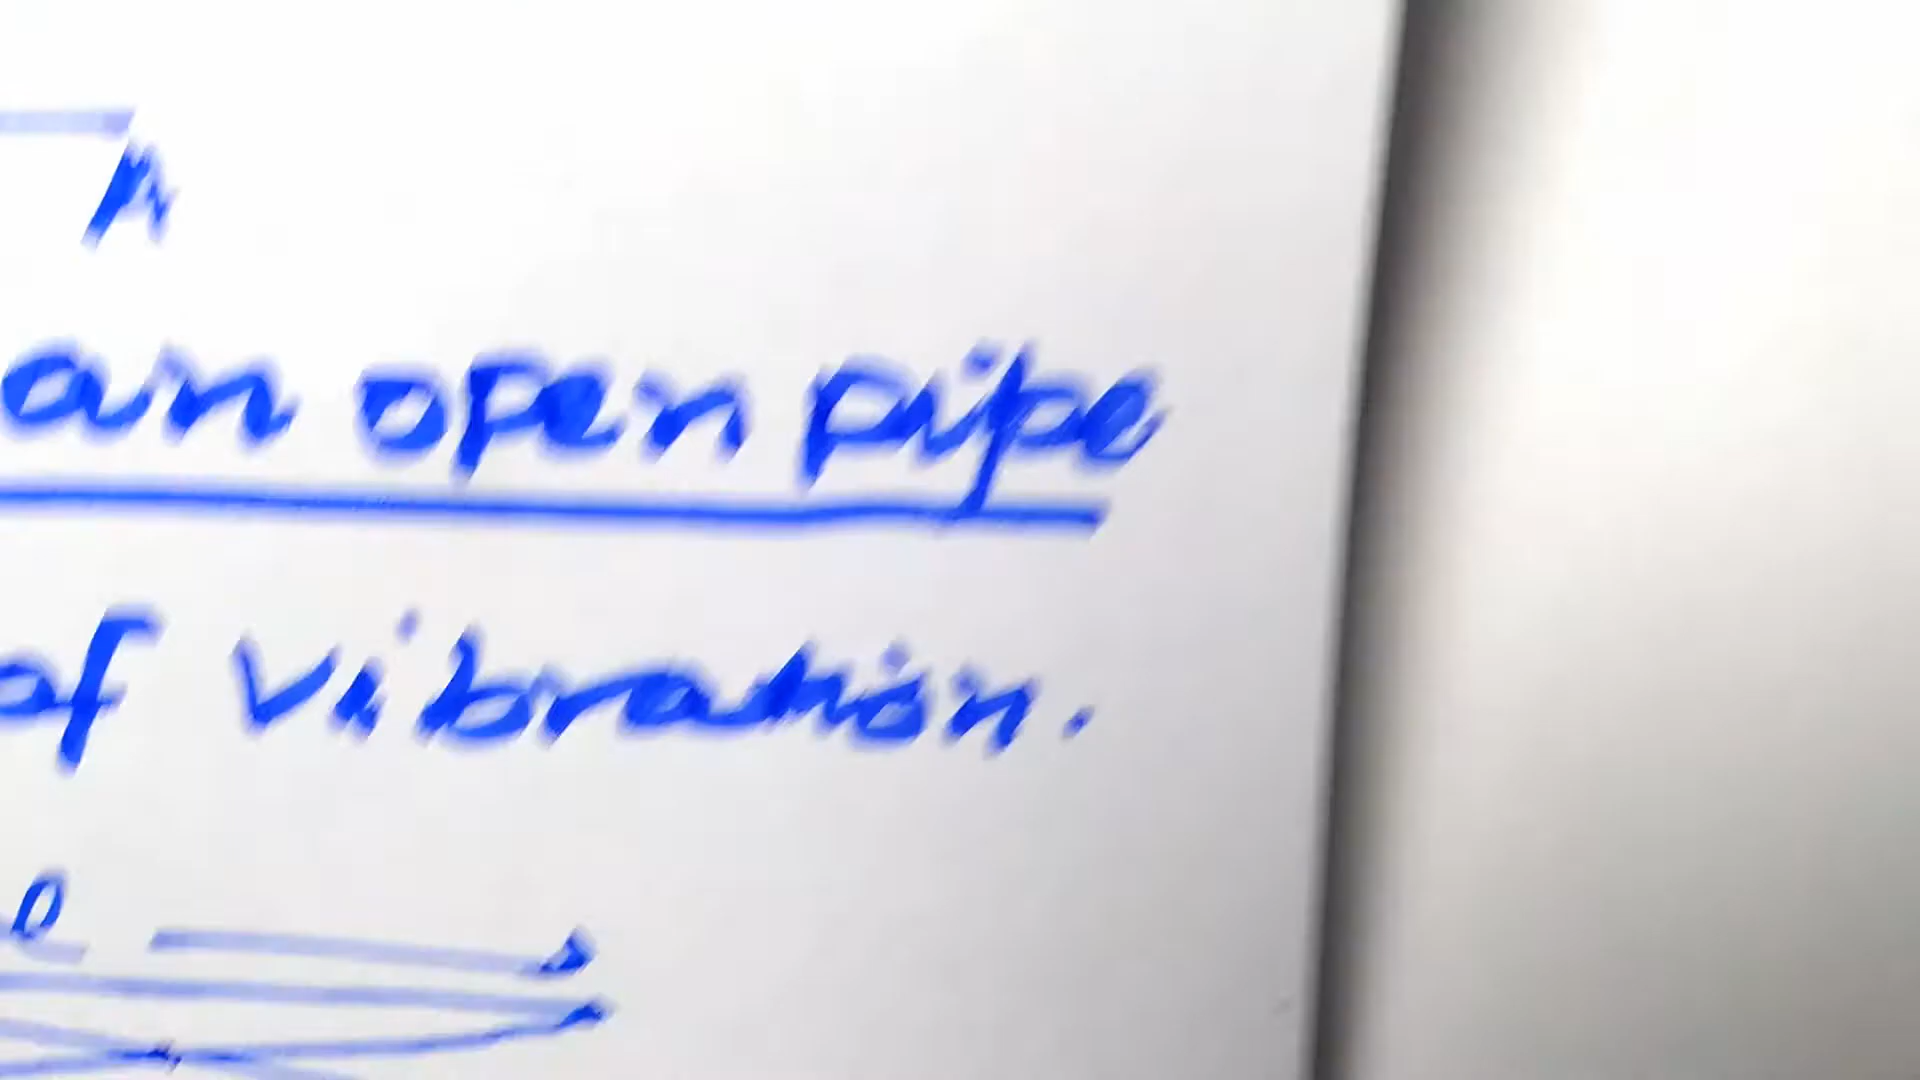 A
an open pipe
of vibration.
l